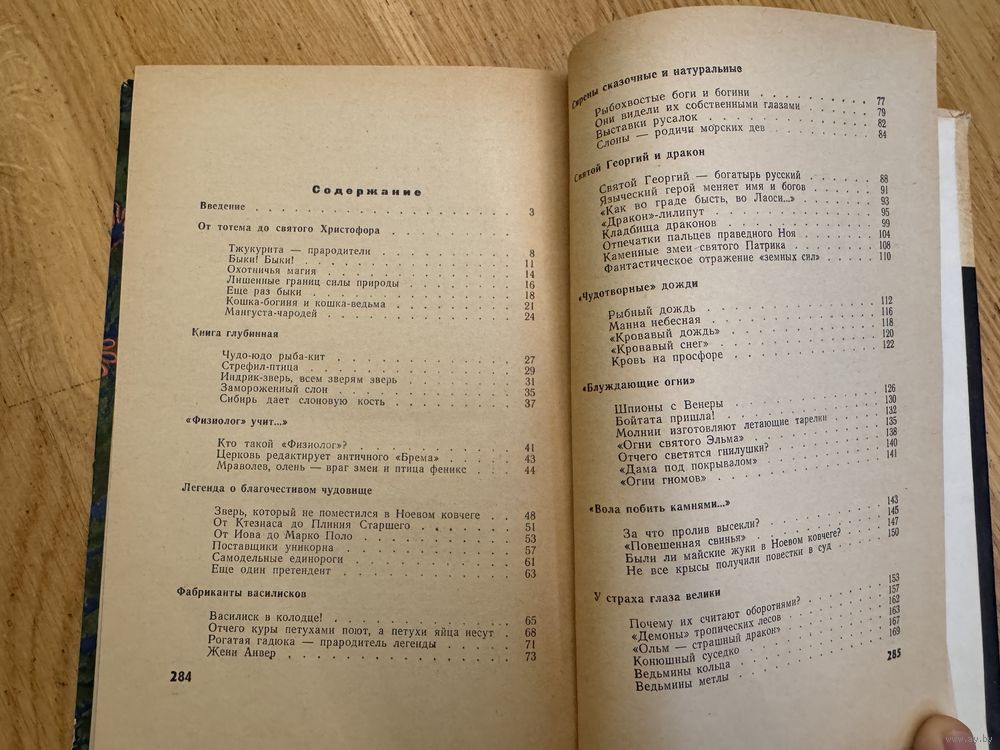 Содержание
Введение . . . . . . . . . . . . . . . . . . . . 3
От тотема до святого Христофора . . . . . . . .
Тжукурита — прародители . . . . . . . . . . . 8
Быки! Быки! . . . . . . . . . . . . . . . . . 11
Охотничья магия . . . . . . . . . . . . . . . 14
Лишенные границ силы природы . . . . . . . . 16
Еще раз быки . . . . . . . . . . . . . . . . 18
Кошка-богиня и кошка-ведьма . . . . . . . . . 21
Мангуста-чародей . . . . . . . . . . . . . . 24
Книга глубинная
Чудо-юдо рыба-кит . . . . . . . . . . . . . . 27
Стрефил-птица . . . . . . . . . . . . . . . . 29
Индрик-зверь, всем зверям зверь . . . . . . . 31
Замороженный слон . . . . . . . . . . . . . . 35
Сибирь дает слоновую кость . . . . . . . . . 37
«Физиолог» учит...»
Кто такой «Физиолог»? . . . . . . . . . . . . 41
Церковь редактирует античного «Брема» . . . . 43
Мраволев, олень — враг змеи и птица феникс . . 44
Легенда о благочестивом чудовище
Зверь, который не поместился в Ноевом ковчеге . . 48
От Ктезиаса до Плиния Старшего . . . . . . . 51
От Иова до Марко Поло . . . . . . . . . . . . 53
Поставщики уникорна . . . . . . . . . . . . . 57
Самодельные единороги . . . . . . . . . . . . 61
Еще один претендент . . . . . . . . . . . . . 63
Фабриканты василисков
Василиск в колодце! . . . . . . . . . . . . . 65
Отчего куры петухами поют, а петухи яйца несут . 68
Рогатая гадюка — прародитель легенды . . . . . 71
Жени Анвер . . . . . . . . . . . . . . . . . 73
284
Сирены сказочные и натуральные
Рыбохвостые боги и богини . . . . . . . . . . 77
Они видели их собственными глазами . . . . . 79
Выставки русалок . . . . . . . . . . . . . . 82
Слоны — родичи морских дев . . . . . . . . . 84
Святой Георгий и дракон
Святой Георгий — богатырь русский . . . . . . 88
Языческий герой меняет имя и богов . . . . . 91
«Как во граде бысть, во Лаоси...» . . . . . . 93
«Дракон»-лилипут . . . . . . . . . . . . . . 95
Кладбища драконов . . . . . . . . . . . . . . 99
Отпечатки пальцев праведного Ноя . . . . . . 104
Каменные змеи святого Патрика . . . . . . . . 108
Фантастическое отражение «земных сил» . . . . 110
«Чудотворные» дожди
Рыбный дождь . . . . . . . . . . . . . . . . 112
Манна небесная . . . . . . . . . . . . . . . 116
«Кровавый дождь» . . . . . . . . . . . . . . 118
«Кровавый снег» . . . . . . . . . . . . . . . 120
Кровь на просфоре . . . . . . . . . . . . . . 122
«Блуждающие огни»
Шпионы с Венеры . . . . . . . . . . . . . . . 126
Бойтата пришла! . . . . . . . . . . . . . . . 130
Молнии изготовляют летающие тарелки . . . . . 132
«Огни святого Эльма» . . . . . . . . . . . . 135
Отчего светятся гнилушки? . . . . . . . . . . 138
«Дама под покрывалом» . . . . . . . . . . . . 140
«Огни гномов» . . . . . . . . . . . . . . . . 141
«Вола побить камнями...»
За что пролив высекли? . . . . . . . . . . . 143
«Повешенная свинья» . . . . . . . . . . . . . 145
Были ли майские жуки в Ноевом ковчеге? . . . . 147
Не все крысы получили повестки в суд . . . . . 150
У страха глаза велики
Почему их считают оборотнями? . . . . . . . . 153
«Демоны» тропических лесов . . . . . . . . . 157
«Ольм — страшный дракон» . . . . . . . . . . 162
Конюшный суседко . . . . . . . . . . . . . . 163
Ведьмины кольца . . . . . . . . . . . . . . . 167
Ведьмины метлы . . . . . . . . . . . . . . . 169
285
www.ay.by